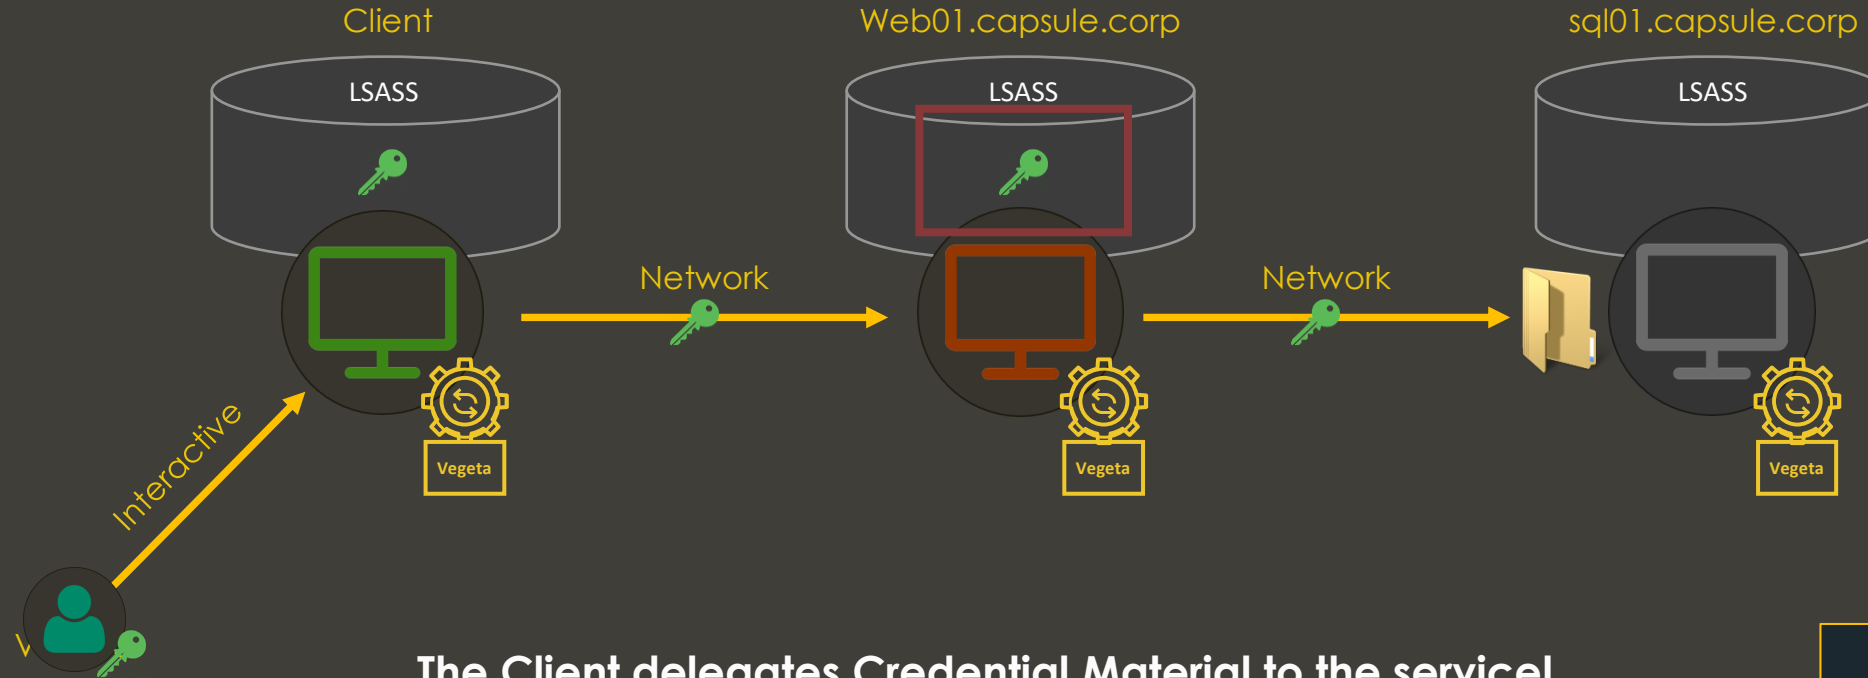 Client
Web01.capsule.corp
sql01.capsule.corp
LSASS
LSASS
LSASS
Network
Network
Interactive
Vegeta
Vegeta
Vegeta
V
The Client delegates Credential Material to the service!